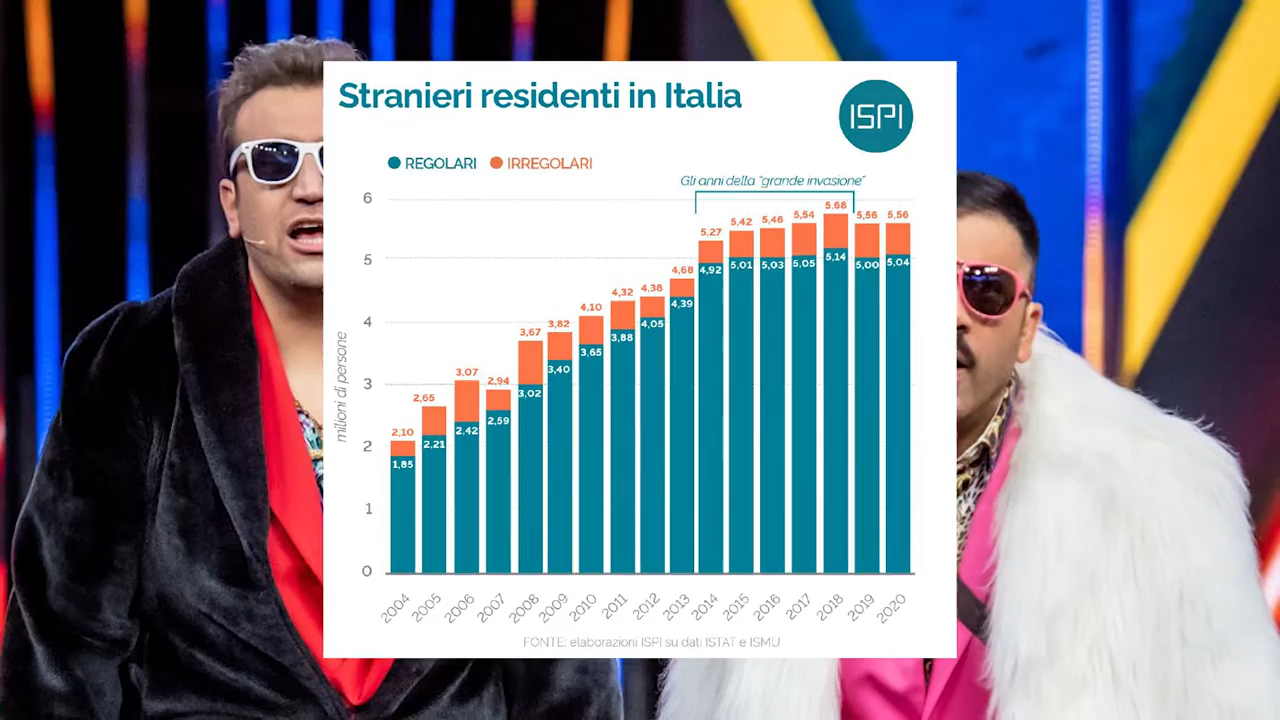 Stranieri residenti in Italia
ISPI
REGOLARI IRREGOLARI
Gli anni della "grande invasione"
milioni di persone
6
5
4
3
2
1
0
2,10 2,65 3,07 2,94 3,67 3,82 4,10 4,32 4,38 4,68 5,27 5,42 5,46 5,54 5,68 5,56 5,56
1,85 2,21 2,42 2,59 3,02 3,40 3,65 3,88 4,05 4,39 4,92 5,01 5,03 5,05 5,14 5,00 5,04
2004 2005 2006 2007 2008 2009 2010 2011 2012 2013 2014 2015 2016 2017 2018 2019 2020
FONTE: elaborazioni ISPI su dati ISTAT e ISMU